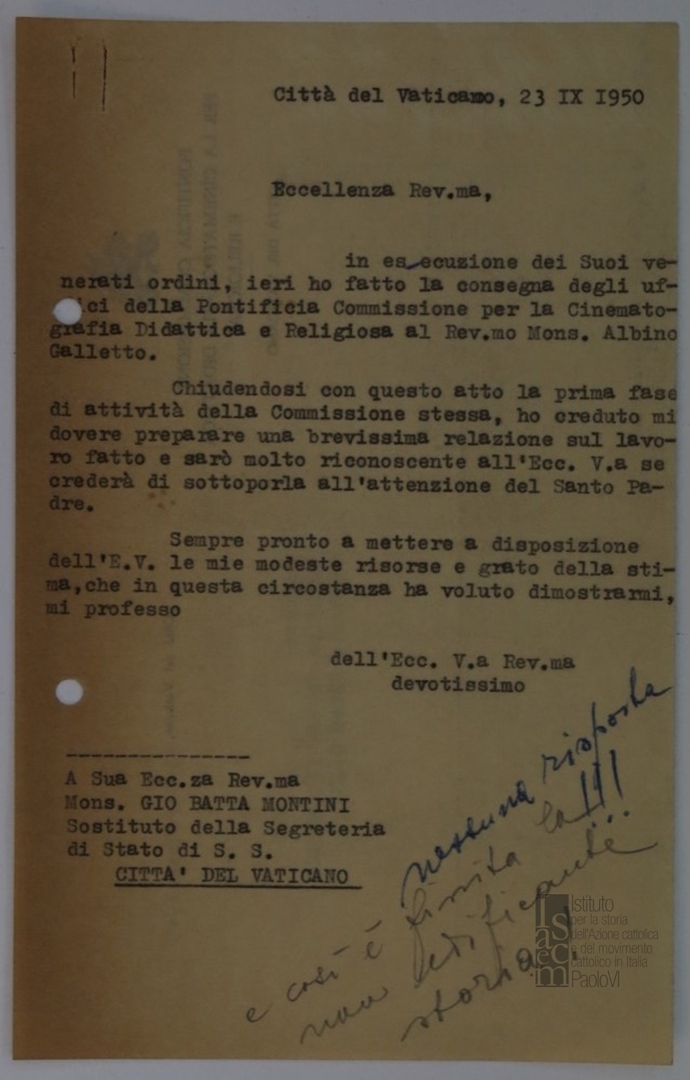 Città del Vaticano, 23 IX 1950
Eccellenza Rev.ma,
in esecuzione dei Suoi ve-
nerati ordini, ieri ho fatto la consegna degli uf-
ici della Pontificia Commissione per la Cinemato-
grafia Didattica e Religiosa al Rev.mo Mons. Albino
Galletto.
Chiudendosi con questo atto la prima fase
di attività della Commissione stessa, ho creduto mi
dovere preparare una brevissima relazione sul lavo-
ro fatto e sarò molto riconoscente all'Ecc. V.a se
crederà di sottoporla all'attenzione del Santo Pa-
dre.
Sempre pronto a mettere a disposizione
dell'E.V. le mie modeste risorse e grato della sti-
ma,che in questa circostanza ha voluto dimostrarmi,
mi professo
dell'Ecc. V.a Rev.ma
devotissimo
---------------
A Sua Ecc.za Rev.ma
Mons. GIO BATTA MONTINI
Sostituto della Segreteria
di Stato di S. S.
CITTA' DEL VATICANO
nessuna risposta
!!!
e così è finita la
non edificante
storia...
Istituto
per la storia
dell'Azione cattolica
e del movimento
cattolico in Italia
PaoloVI